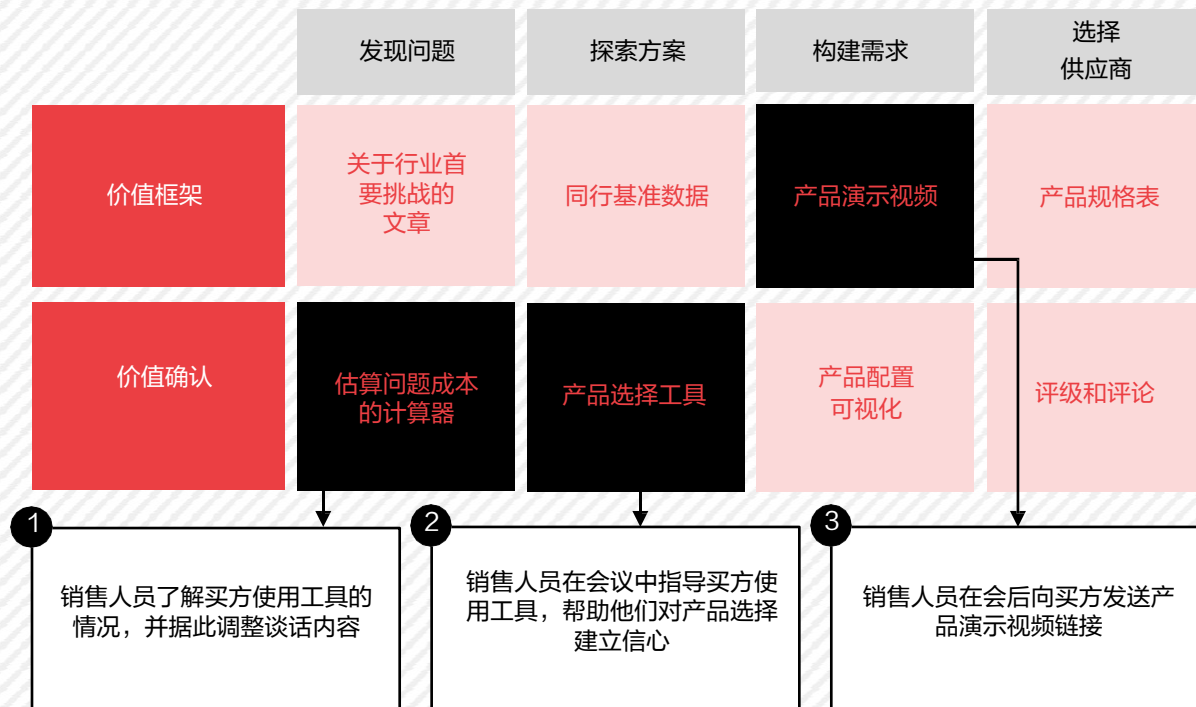 发现问题
探索方案
构建需求
选择
供应商
价值框架
关于行业首
要挑战的
文章
同行基准数据
产品演示视频
产品规格表
价值确认
估算问题成本
的计算器
产品选择工具
产品配置
可视化
评级和评论
1
销售人员了解买方使用工具的
情况，并据此调整谈话内容
2
销售人员在会议中指导买方使
用工具，帮助他们对产品选择
建立信心
3
销售人员在会后向买方发送产
品演示视频链接